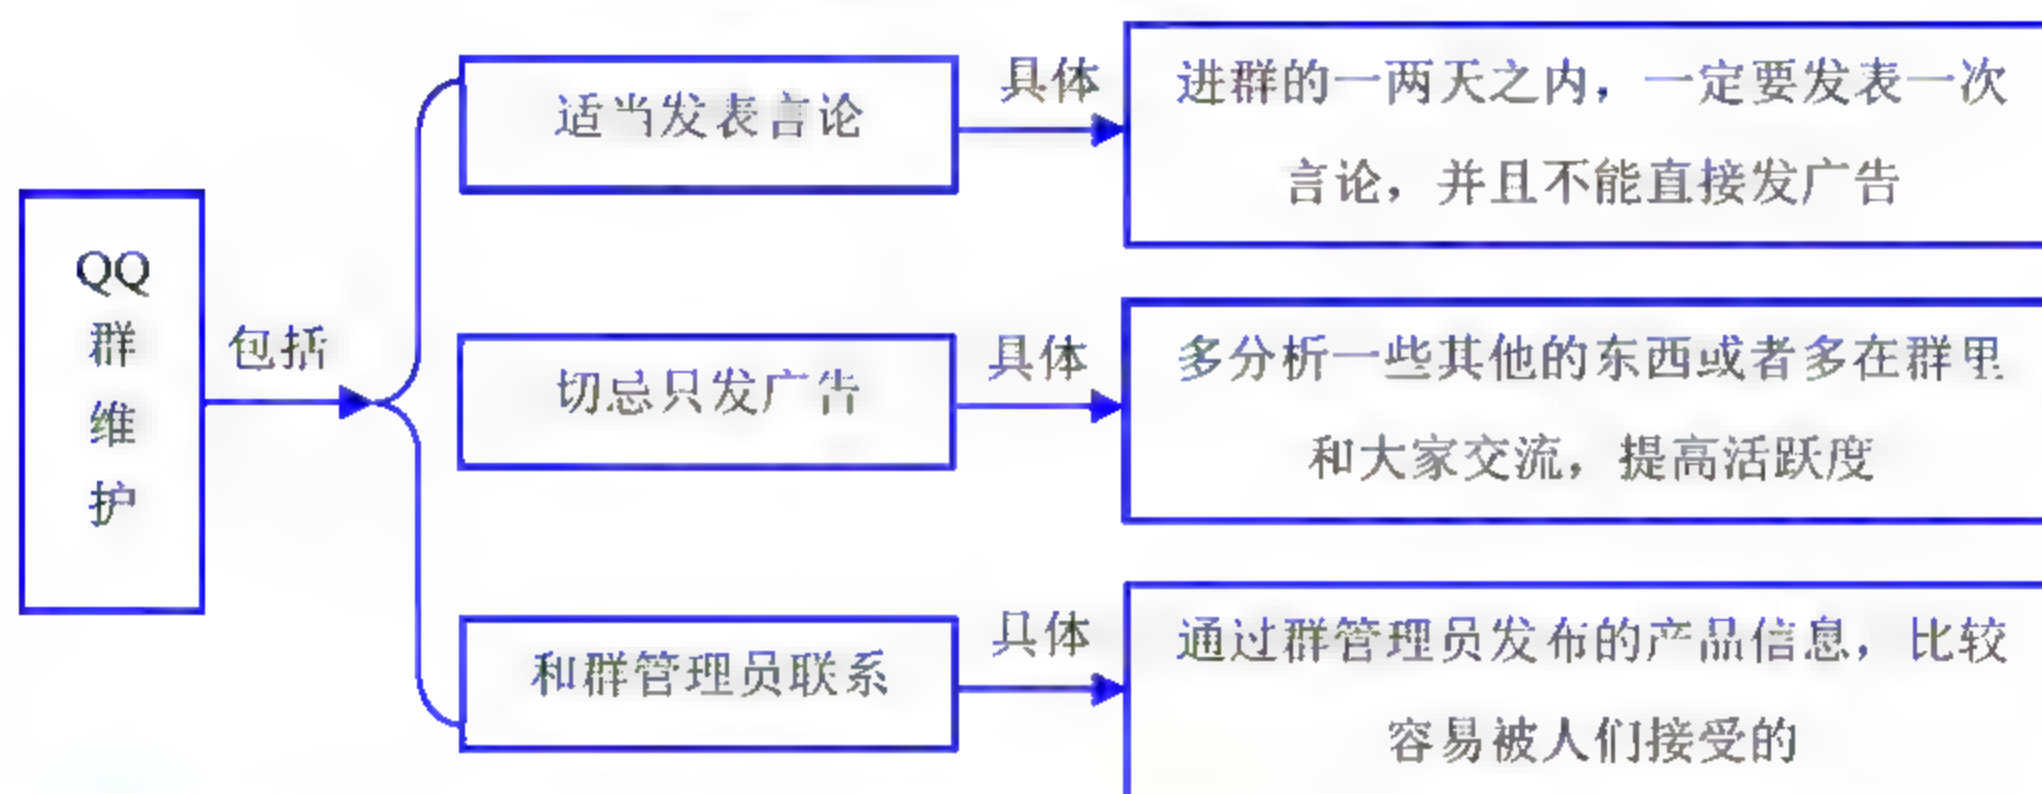 QQ
群
维
护
包括
适当发表言论
具体
进群的一两天之内，一定要发表一次
言论，并且不能直接发广告
切忌只发广告
具体
多分析一些其他的东西或者多在群里
和大家交流，提高活跃度
和群管理员联系
具体
通过群管理员发布的产品信息，比较
容易被人们接受的